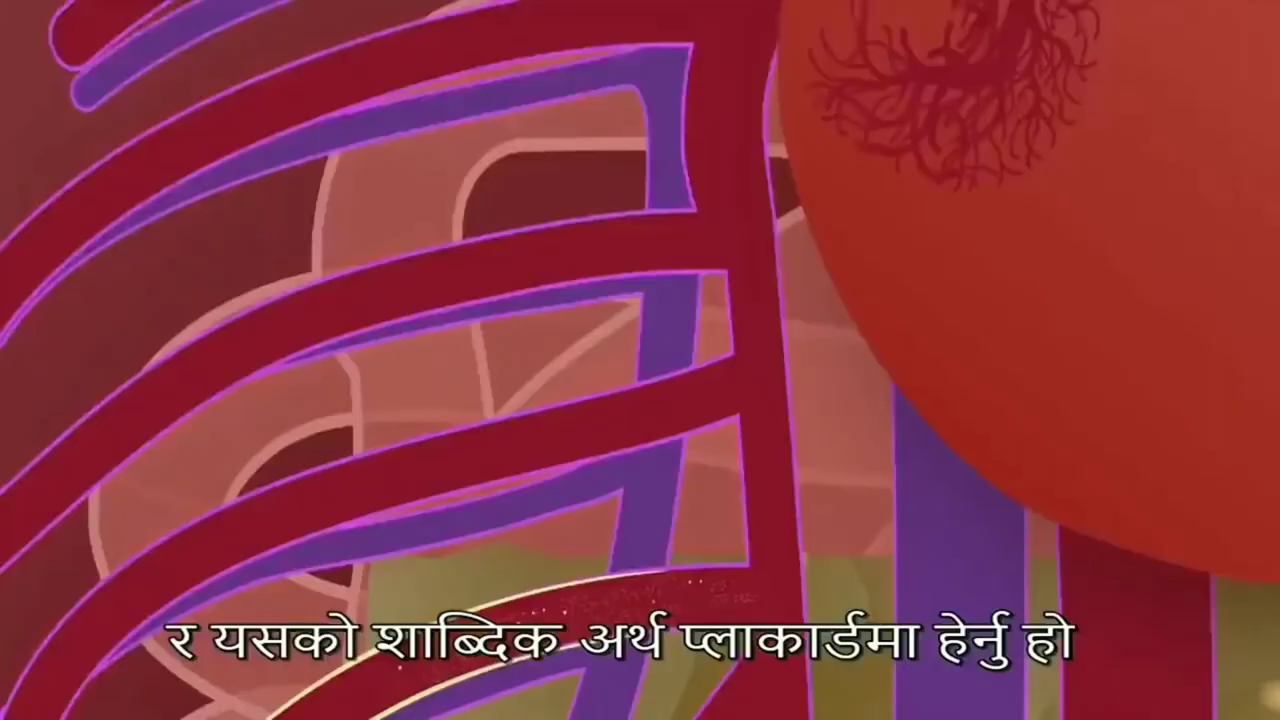 र यसको शाब्दिक अर्थ प्लाकार्डमा हेर्नु हो